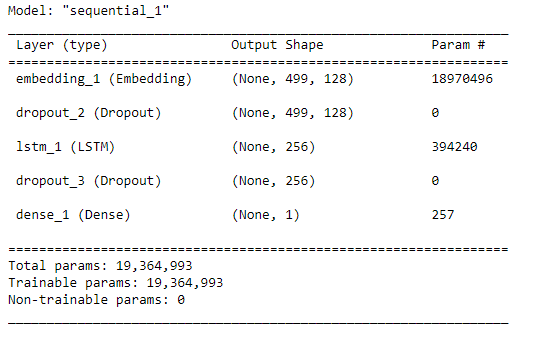 Model: "sequential_1"
Layer (type) Output Shape Param #
embedding_1 (Embedding) (None, 499, 128) 18970496
dropout_2 (Dropout) (None, 499, 128) 0
lstm_1 (LSTM) (None, 256) 394240
dropout_3 (Dropout) (None, 256) 0
dense_1 (Dense) (None, 1) 257
Total params: 19,364,993
Trainable params: 19,364,993
Non-trainable params: 0